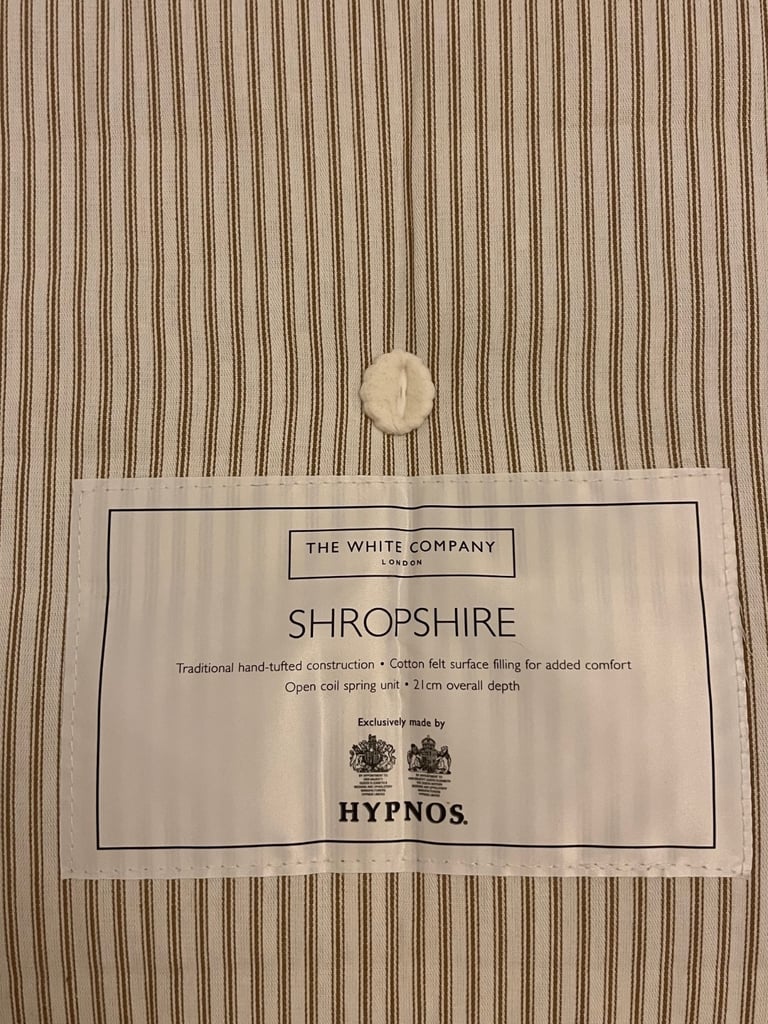 THE WHITE COMPANY
LONDON
SHROPSHIRE
Traditional hand-tufted construction • Cotton felt surface filling for added comfort
Open coil spring unit • 21cm overall depth
Exclusively made by
HYPNOS.